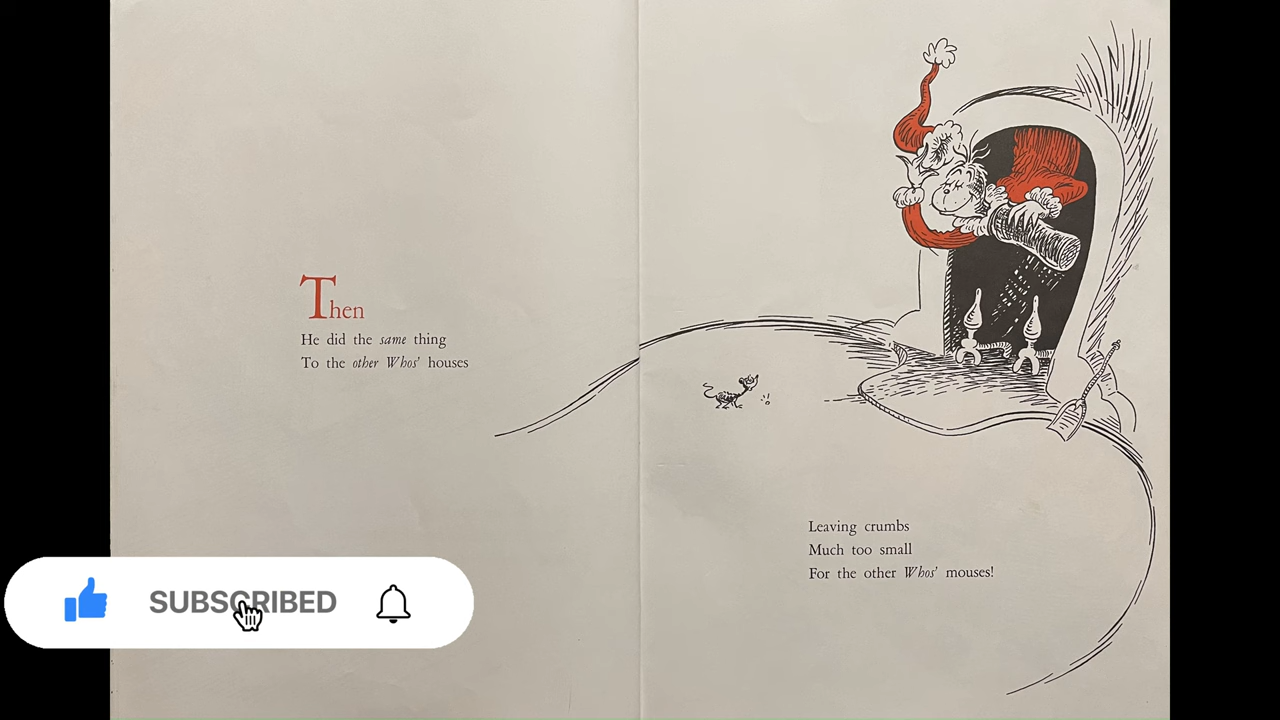 Then
He did the same thing
To the other Whos' houses
Leaving crumbs
Much too small
For the other Whos' mouses!
SUBSCRIBED